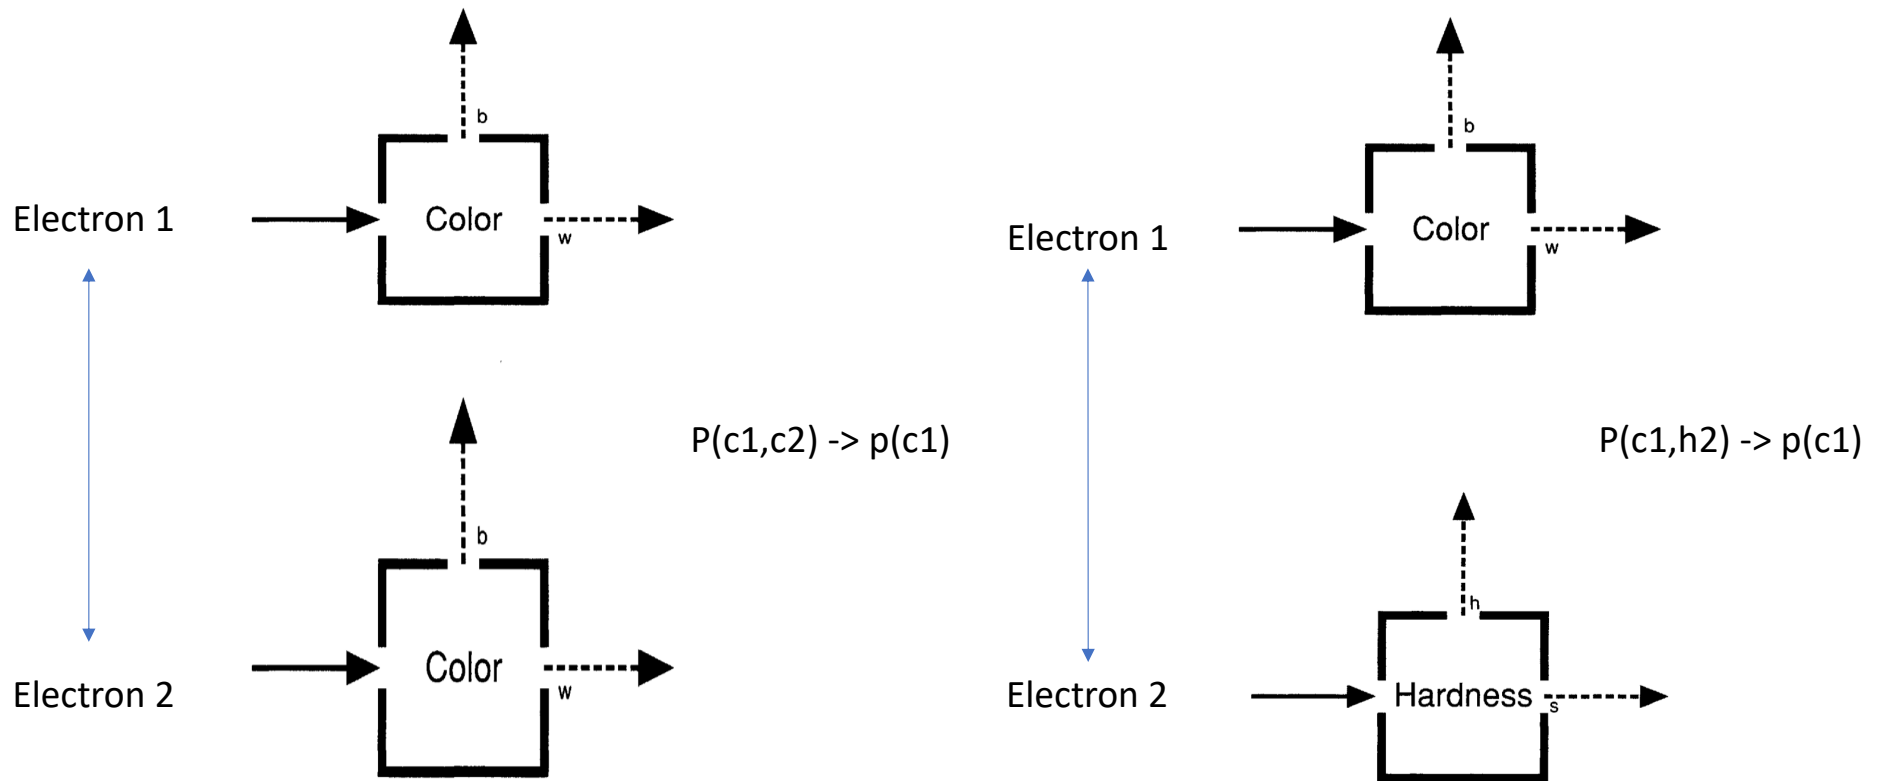 b
Electron 1
Color
w
P(c1,c2) -> p(c1)
b
Electron 2
Color
w
b
Electron 1
Color
w
P(c1,h2) -> p(c1)
h
Electron 2
Hardness
s